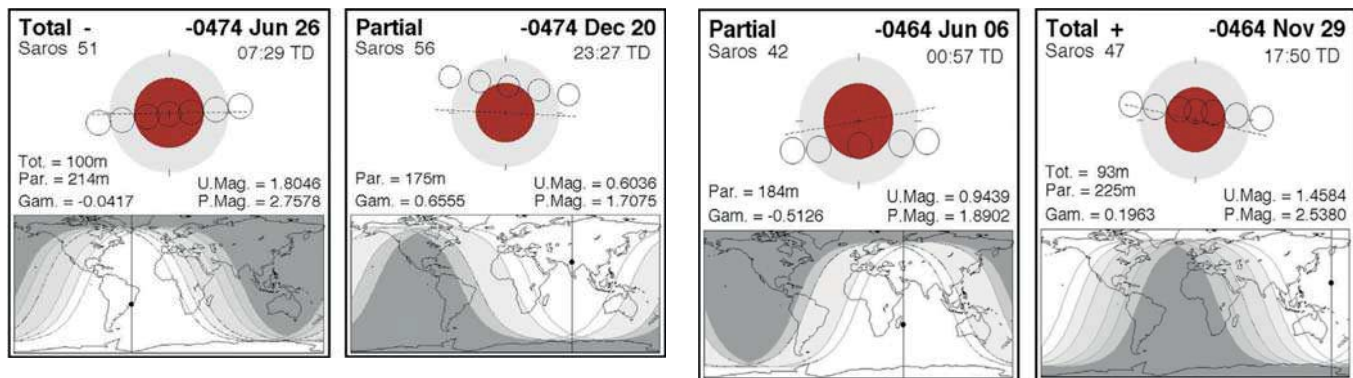 Total - -0474 Jun 26
Saros 51 07:29 TD
Tot. = 100m
Par. = 214m U.Mag. = 1.8046
Gam. = -0.0417 P.Mag. = 2.7578
Partial -0474 Dec 20
Saros 56 23:27 TD
Par. = 175m U.Mag. = 0.6036
Gam. = 0.6555 P.Mag. = 1.7075
Partial -0464 Jun 06
Saros 42 00:57 TD
Par. = 184m U.Mag. = 0.9439
Gam. = -0.5126 P.Mag. = 1.8902
Total + -0464 Nov 29
Saros 47 17:50 TD
Tot. = 93m
Par. = 225m U.Mag. = 1.4584
Gam. = 0.1963 P.Mag. = 2.5380